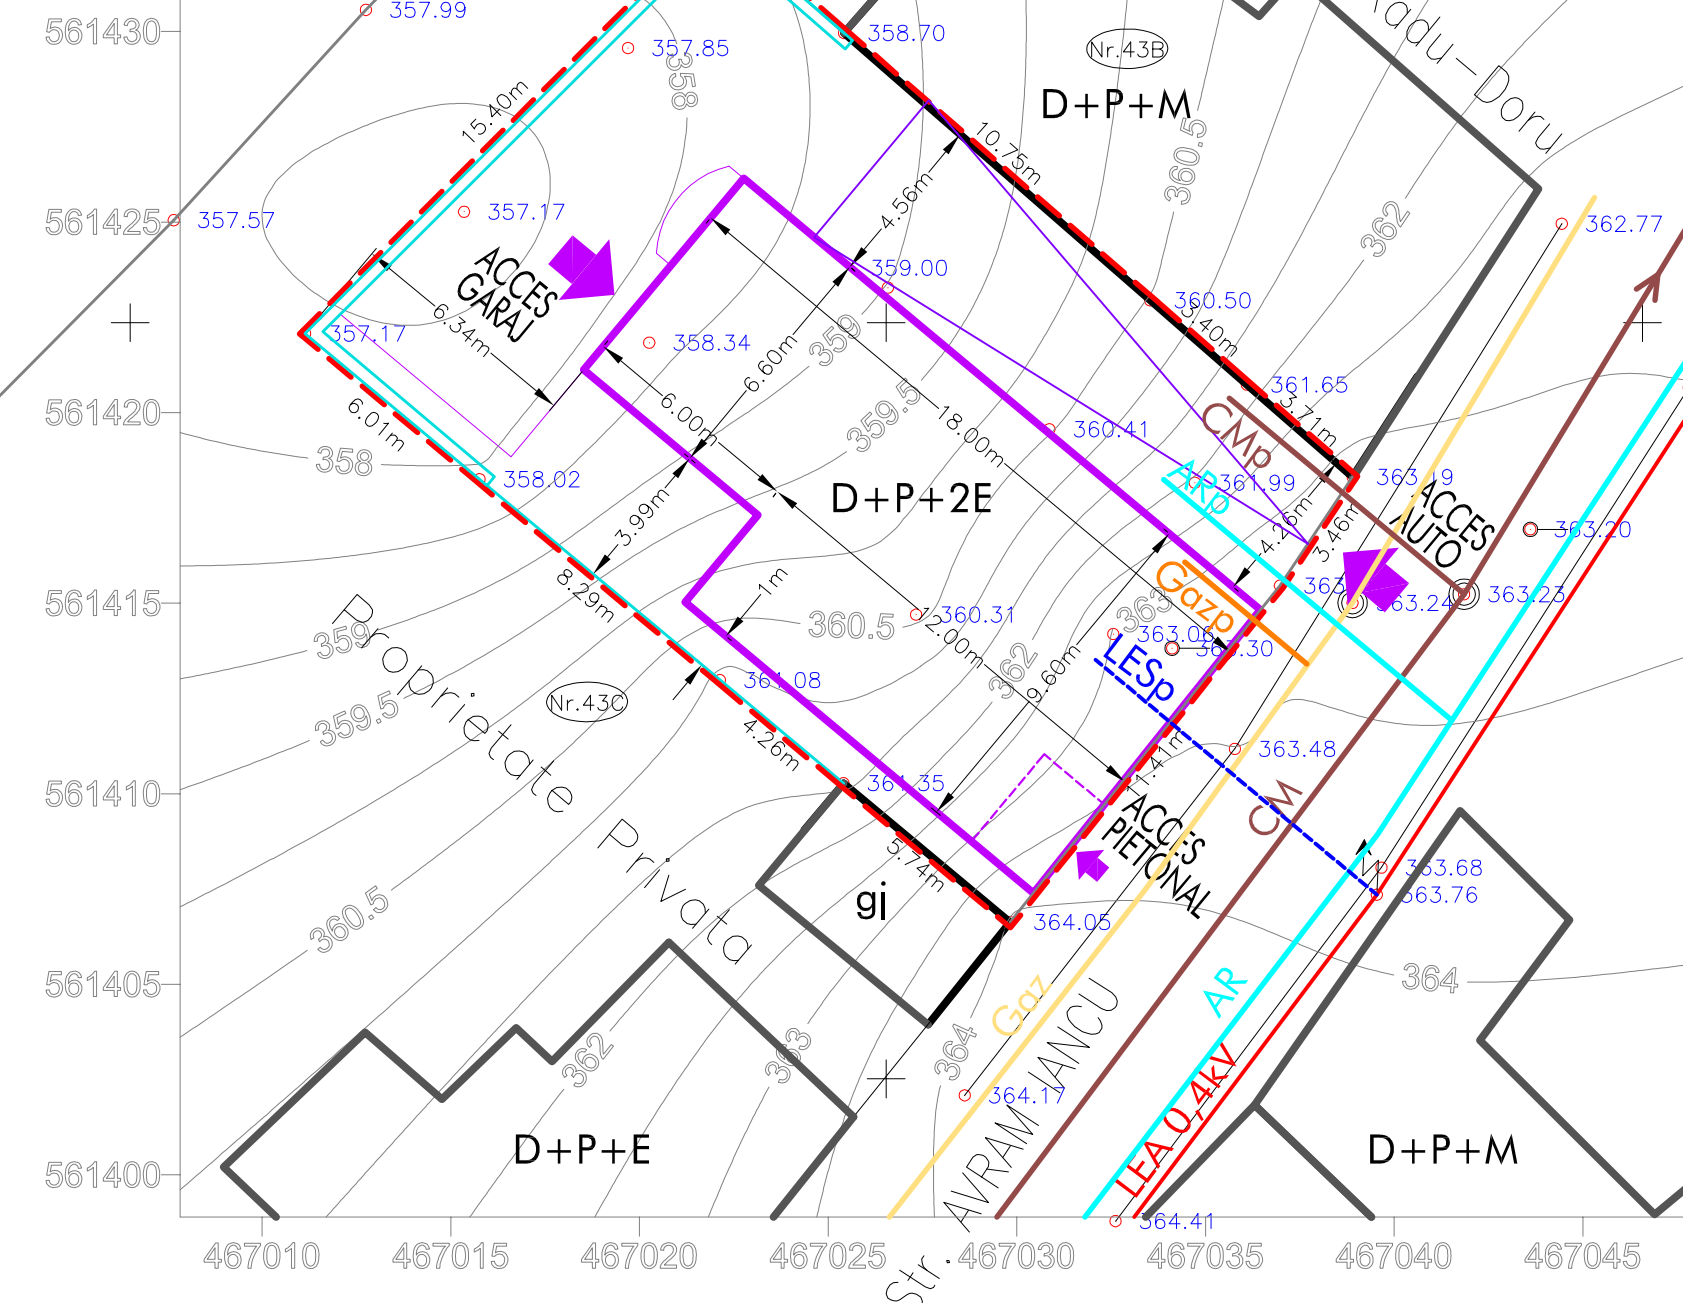 561430
561425
561420
561415
561410
561405
561400
467010
467015
467020
467025
467030
467035
467040
467045
357.99
357.85
358.70
Nr.43B
D+P+M
Radu-Doru
358
15.40m
10.75m
360.5
357.57
357.17
4.56m
362
362.77
ACCES
GARAJ
359.00
360.50
3.40m
357.17
6.34m
358.34
359
6.60m
361.65
3.71m
6.01m
6.00m
359.5
18.00m
360.41
CMp
358
358.02
D+P+2E
ARp
361.99
363.19
ACCES
AUTO
3.99m
4.26m
3.46m
363.20
8.29m
1m
Gazp
363
363.24
363.23
359
360.5
360.31
2.00m
363.06
363.30
Proprietate Privata
361.08
Nr.43C
362
9.60m
LESp
359.5
4.26m
1.41m
363.48
361.35
CM
ACCES
PIETONAL
5.74m
gj
363.68
363.76
360.5
364.05
364
Gaz
AR
362
363
364
364.17
LEA 0,4kV
Str. AVRAM IANCU
D+P+E
D+P+M
364.41